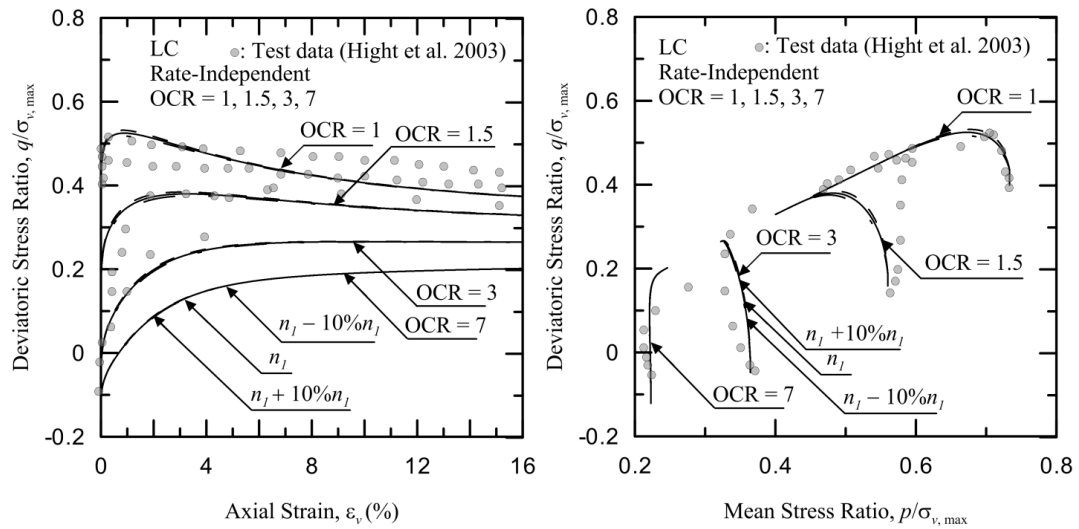 0.8
0.6
0.4
0.2
0
-0.2
Deviatoric Stress Ratio, q/σv, max
LC : Test data (Hight et al. 2003)
Rate-Independent
OCR = 1, 1.5, 3, 7
OCR = 1
OCR = 1.5
OCR = 3
OCR = 7
n1 - 10%n1
n1
n1 + 10%n1
0 4 8 12 16
Axial Strain, εv (%)
0.8
0.6
0.4
0.2
0
-0.2
Deviatoric Stress Ratio, q/σv, max
LC : Test data (Hight et al. 2003)
Rate-Independent
OCR = 1, 1.5, 3, 7
OCR = 1
OCR = 3
OCR = 1.5
n1 +10%n1
n1
OCR = 7
n1 - 10%n1
0.2 0.4 0.6 0.8
Mean Stress Ratio, p/σv, max